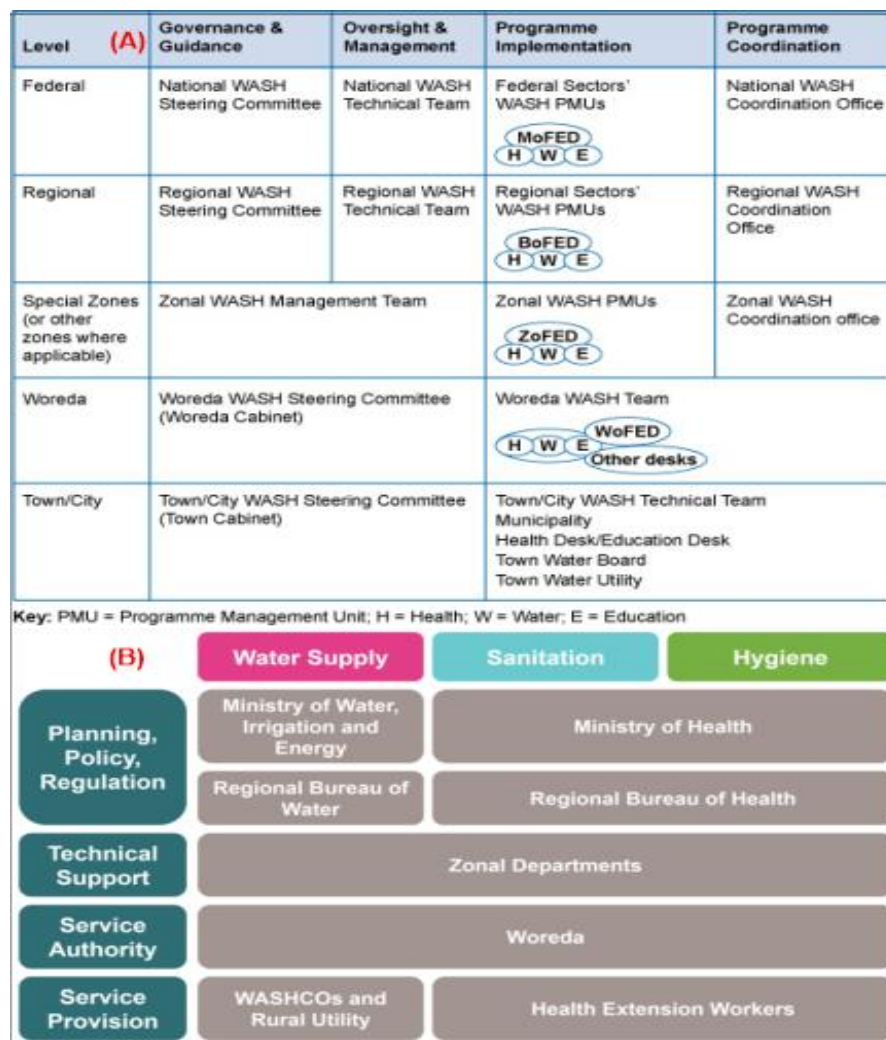 Level (A)
Governance &
Guidance
Oversight &
Management
Programme
Implementation
Programme
Coordination
Federal
National WASH
Steering Committee
National WASH
Technical Team
Federal Sectors'
WASH PMUs
MoFED
H W E
National WASH
Coordination Office
Regional
Regional WASH
Steering Committee
Regional WASH
Technical Team
Regional Sectors'
WASH PMUs
BoFED
H W E
Regional WASH
Coordination
Office
Special Zones
(or other
zones where
applicable)
Zonal WASH Management Team
Zonal WASH PMUs
ZoFED
H W E
Zonal WASH
Coordination office
Woreda
Woreda WASH Steering Committee
(Woreda Cabinet)
Woreda WASH Team
WoFED
H W E
Other desks
Town/City
Town/City WASH Steering Committee
(Town Cabinet)
Town/City WASH Technical Team
Municipality
Health Desk/Education Desk
Town Water Board
Town Water Utility
Key: PMU = Programme Management Unit; H = Health; W = Water; E = Education
(B)
Water Supply
Sanitation
Hygiene
Planning,
Policy,
Regulation
Ministry of Water,
Irrigation and
Energy
Ministry of Health
Regional Bureau of
Water
Regional Bureau of Health
Technical
Support
Zonal Departments
Service
Authority
Woreda
Service
Provision
WASHCOs and
Rural Utility
Health Extension Workers